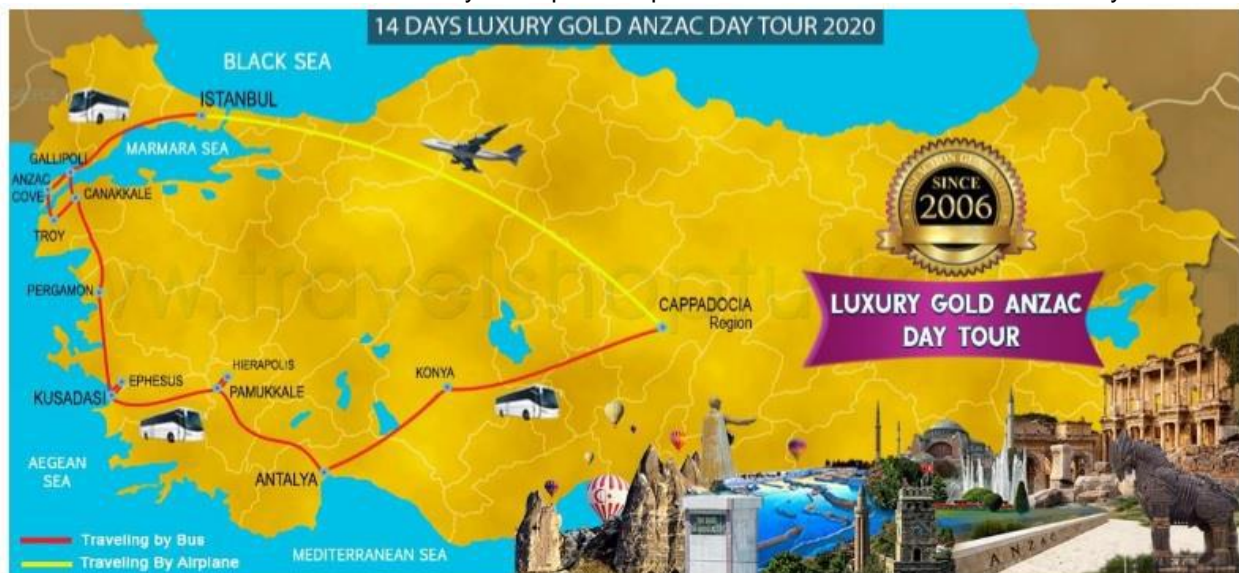 14 DAYS LUXURY GOLD ANZAC DAY TOUR 2020
BLACK SEA
ISTANBUL
MARMARA SEA
GALLIPOLI
ANZAC
COVE
CANAKKALE
TROY
PERGAMON
CAPPADOCIA
Region
SINCE
2006
LUXURY GOLD ANZAC
DAY TOUR
HIERAPOLIS
EPHESUS
KONYA
KUSADASI
PAMUKKALE
AEGEAN
SEA
ANTALYA
MEDITERRANEAN SEA
Traveling by Bus
Traveling By Airplane
ANZAC